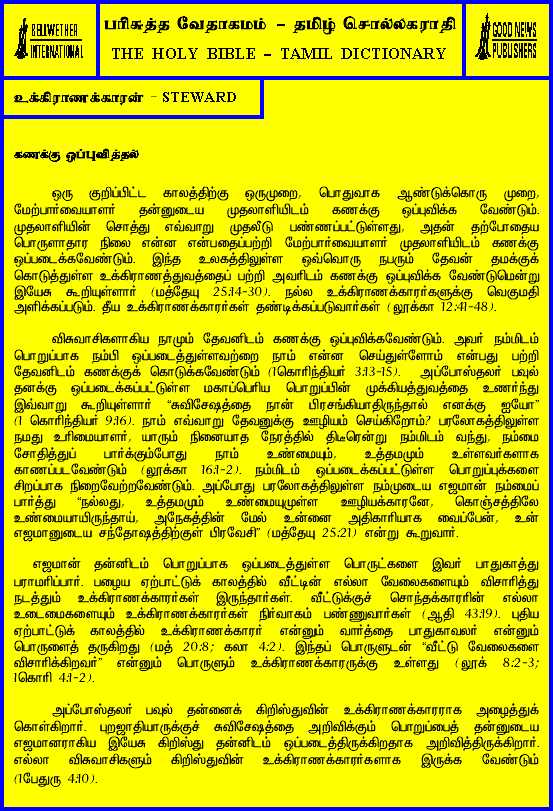 BELLWETHER
INTERNATIONAL
பரிசுத்த வேதாகமம் - தமிழ் சொல்லகராதி
THE HOLY BIBLE - TAMIL DICTIONARY
GOOD NEWS
PUBLISHERS
உக்கிராணக்காரன் - STEWARD
கணக்கு ஒப்புவித்தல்
ஒரு குறிப்பிட்ட காலத்திற்கு ஒருமுறை, பொதுவாக ஆண்டுக்கொரு முறை,
மேற்பார்வையாளர் தன்னுடைய முதலாளியிடம் கணக்கு ஒப்புவிக்க வேண்டும்.
முதலாளியின் சொத்து எவ்வாறு முதலீடு பண்ணப்பட்டுள்ளது, அதன் தற்போதைய
பொருளாதார நிலை என்ன என்பதைப்பற்றி மேற்பார்வையாளர் முதலாளியிடம் கணக்கு
ஒப்படைக்கவேண்டும். இந்த உலகத்திலுள்ள ஒவ்வொரு நபரும் தேவன் தமக்குக்
கொடுத்துள்ள உக்கிராணத்துவத்தைப் பற்றி அவரிடம் கணக்கு ஒப்புவிக்க வேண்டுமென்று
இயேசு கூறியுள்ளார் (மத்தேயு 25:14-30). நல்ல உக்கிராணக்காரர்களுக்கு வெகுமதி
அளிக்கப்படும். தீய உக்கிராணக்காரர்கள் தண்டிக்கப்படுவார்கள் (லூக்கா 12:41-48).
விசுவாசிகளாகிய நாமும் தேவனிடம் கணக்கு ஒப்புவிக்கவேண்டும். அவர் நம்மிடம்
பொறுப்பாக நம்பி ஒப்படைத்துள்ளவற்றை நாம் என்ன செய்துள்ளோம் என்பது பற்றி
தேவனிடம் கணக்குக் கொடுக்கவேண்டும் (1கொரிந்தியர் 3:13-15). அப்போஸ்தலர் பவுல்
தனக்கு ஒப்படைக்கப்பட்டுள்ள மகாப்பெரிய பொறுப்பின் முக்கியத்துவத்தை உணர்ந்து
இவ்வாறு கூறியுள்ளார் “சுவிசேஷத்தை நான் பிரசங்கியாதிருந்தால் எனக்கு ஐயோ”
(1 கொரிந்தியர் 9:16). நாம் எவ்வாறு தேவனுக்கு ஊழியம் செய்கிறோம்? பரலோகத்திலுள்ள
நமது உரிமையாளர், யாரும் நினையாத நேரத்தில் திடீரென்று நம்மிடம் வந்து, நம்மை
சோதித்துப் பார்க்கும்போது நாம் உண்மையும், உத்தமமும் உள்ளவர்களாக
காணப்படவேண்டும் (லூக்கா 16:1-2). நம்மிடம் ஒப்படைக்கப்பட்டுள்ள பொறுப்புக்களை
சிறப்பாக நிறைவேற்றவேண்டும். அப்போது பரலோகத்திலுள்ள நம்முடைய எஜமான் நம்மைப்
பார்த்து “நல்லது, உத்தமமும் உண்மையுமுள்ள ஊழியக்காரனே, கொஞ்சத்திலே
உண்மையாயிருந்தாய், அநேகத்தின் மேல் உன்னை அதிகாரியாக வைப்பேன், உன்
எஜமானுடைய சந்தோஷத்திற்குள் பிரவேசி” (மத்தேயு 25:21) என்று கூறுவார்.
எஜமான் தன்னிடம் பொறுப்பாக ஒப்படைத்துள்ள பொருட்களை இவர் பாதுகாத்து
பராமரிப்பார். பழைய ஏற்பாட்டுக் காலத்தில் வீட்டின் எல்லா வேலைகளையும் விசாரித்து
நடத்தும் உக்கிராணக்காரர்கள் இருந்தார்கள். வீட்டுக்குச் சொந்தக்காரரின் எல்லா
உடைமைகளையும் உக்கிராணக்காரர்கள் நிர்வாகம் பண்ணுவார்கள் (ஆதி 43:19). புதிய
ஏற்பாட்டுக் காலத்தில் உக்கிராணக்காரர் என்னும் வார்த்தை பாதுகாவலர் என்னும்
பொருளைத் தருகிறது (மத் 20:8; கலா 4:2). இந்தப் பொருளுடன் “வீட்டு வேலைகளை
விசாரிக்கிறவர்” என்னும் பொருளும் உக்கிராணக்காரருக்கு உள்ளது (லூக் 8:2-3;
1கொரி 4:1-2).
அப்போஸ்தலர் பவுல் தன்னைக் கிறிஸ்துவின் உக்கிராணக்காரராக அழைத்துக்
கொள்கிறார். புறஜாதியாருக்குச் சுவிசேஷத்தை அறிவிக்கும் பொறுப்பைத் தன்னுடைய
எஜமானராகிய இயேசு கிறிஸ்து தன்னிடம் ஒப்படைத்திருக்கிறதாக அறிவித்திருக்கிறார்.
எல்லா விசுவாசிகளும் கிறிஸ்துவின் உக்கிராணக்காரர்களாக இருக்க வேண்டும்
(1பேதுரு 4:10).